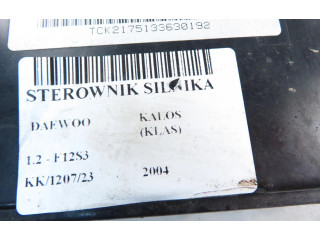 TCK2175133630192
STEROWNIK SILNIKA
DAEWOO KALOS
(KLAS)
1.2 - F12S3
KK/1207/23 2004